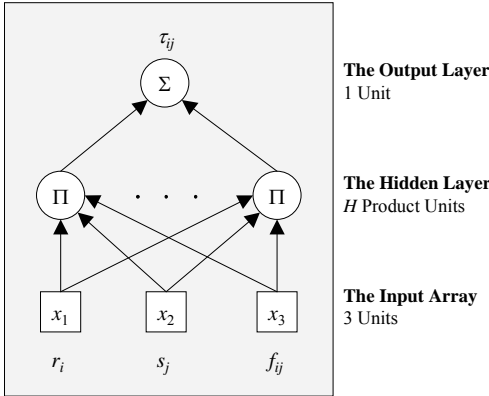 τij
Σ
The Output Layer
1 Unit
Π . . . Π
The Hidden Layer
H Product Units
x1 x2 x3
The Input Array
3 Units
ri sj fij